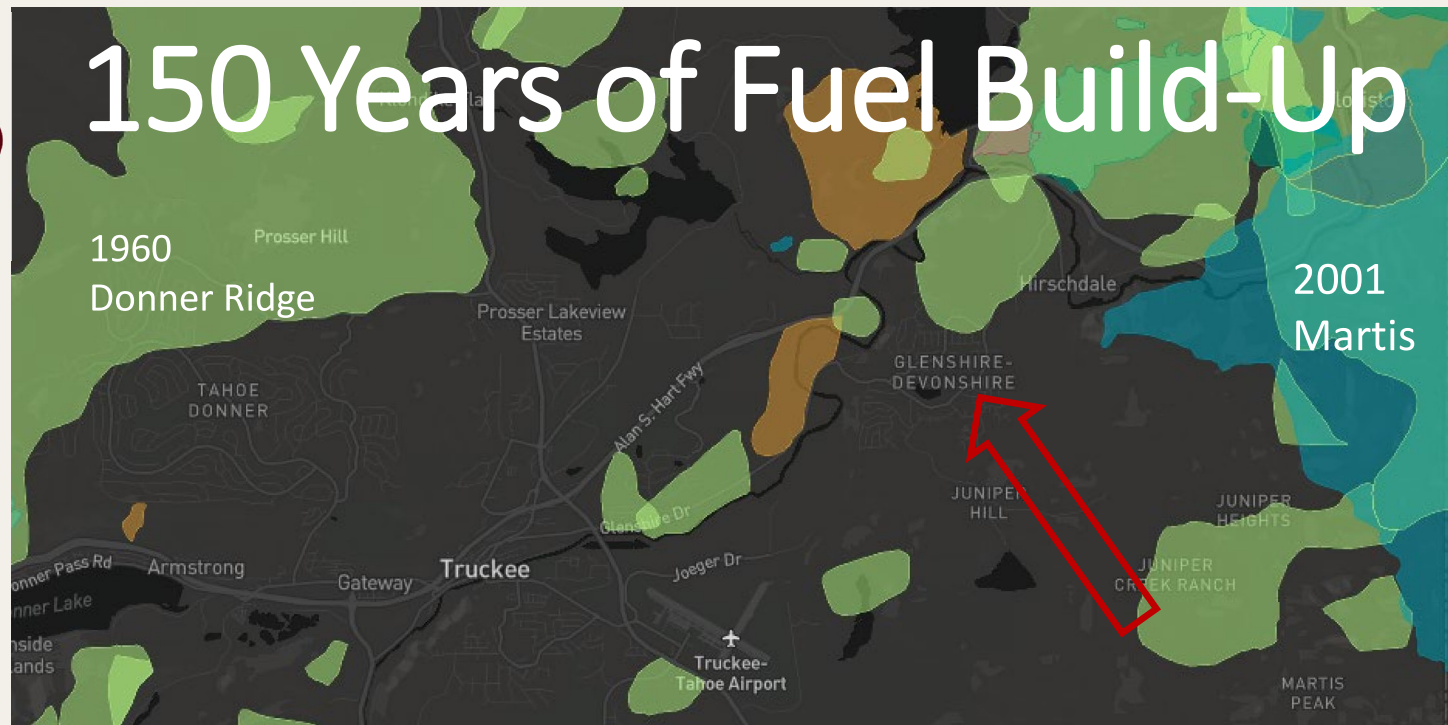 150 Years of Fuel Build-Up
1960
Donner Ridge
Prosser Hill
2001
Martis
Hirschdale
Prosser Lakeview
Estates
GLENSHIRE-
DEVONSHIRE
TAHOE
DONNER
Alan S. Hart Fwy
JUNIPER
HILL
JUNIPER
HEIGHTS
Glenshire Dr
Pass Rd
Armstrong
Gateway
Truckee
Joeger Dr
JUNIPER
CREEK RANCH
Lake
Truckee-
Tahoe Airport
MARTIS
PEAK